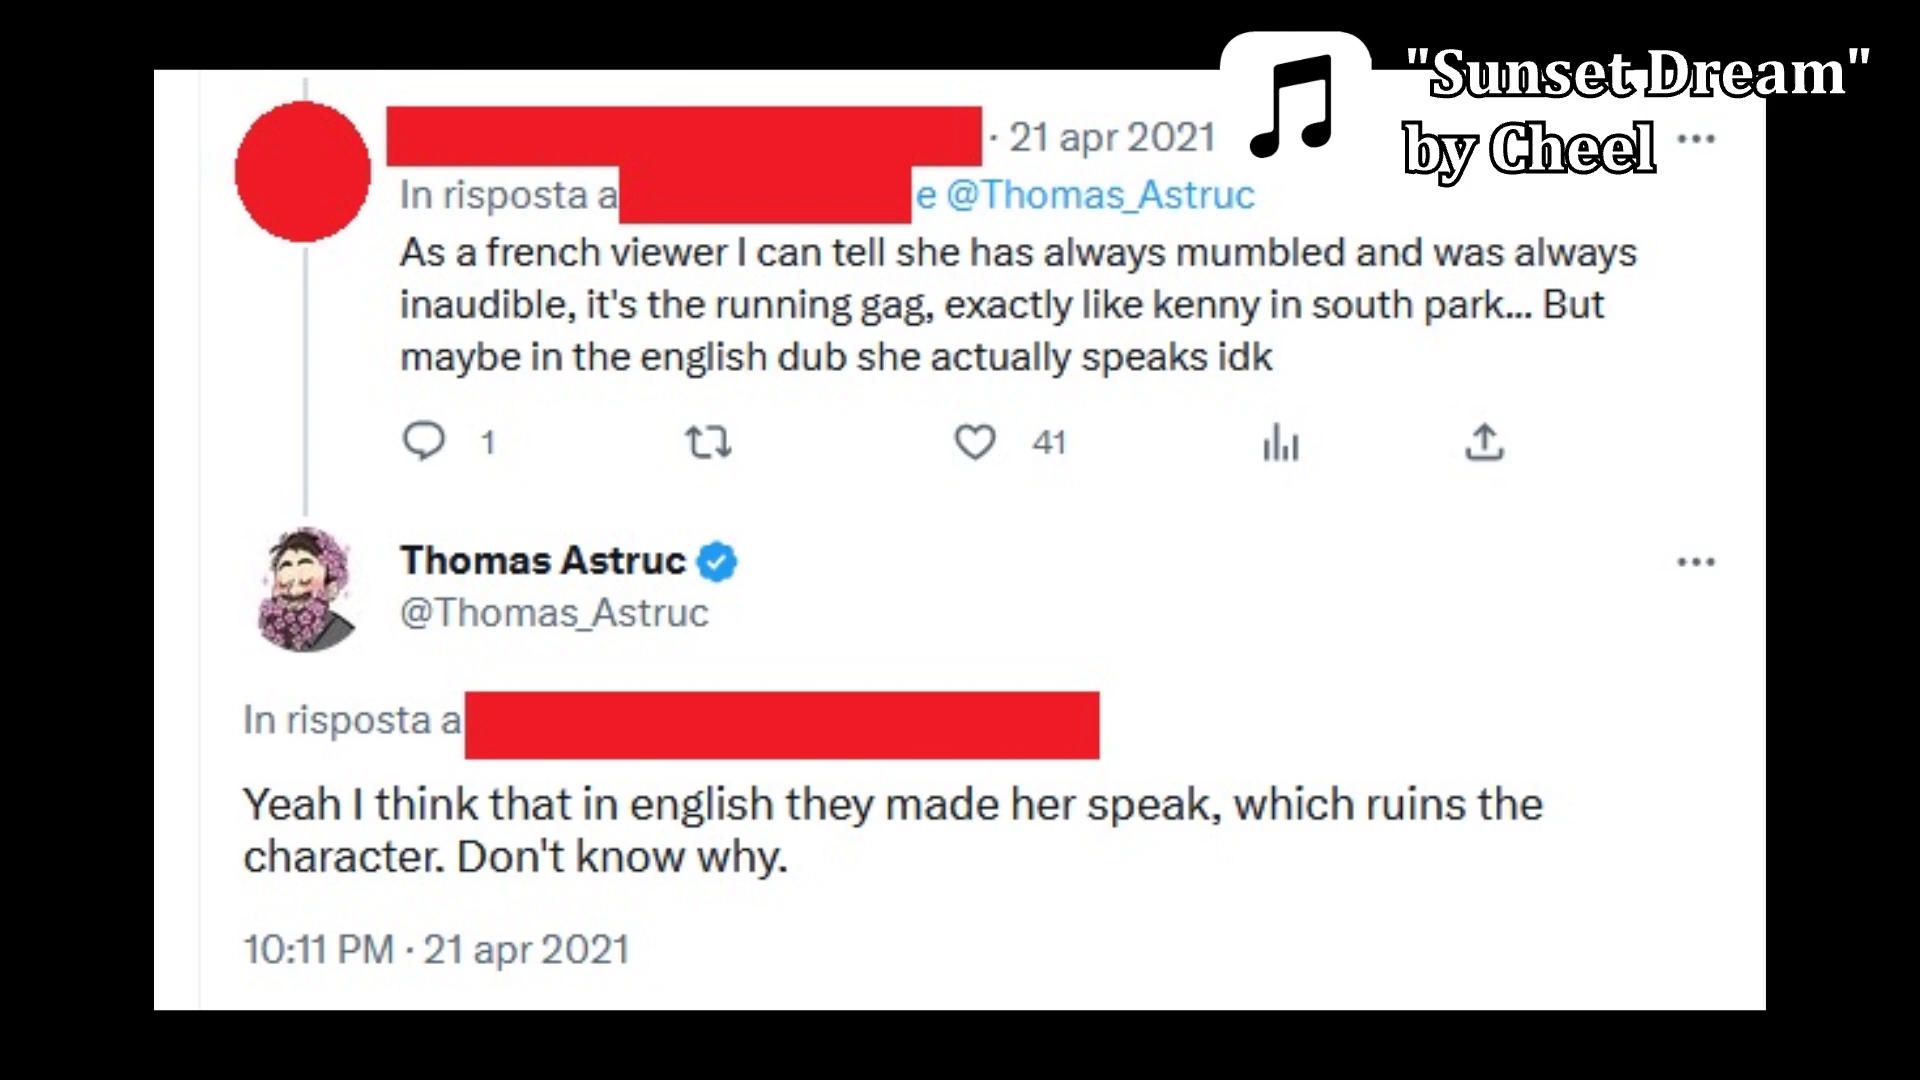 "Sunset Dream"
by Cheel
· 21 apr 2021
In risposta a e @Thomas_Astruc
As a french viewer I can tell she has always mumbled and was always
inaudible, it's the running gag, exactly like kenny in south park... But
maybe in the english dub she actually speaks idk
1 41
Thomas Astruc
@Thomas_Astruc
In risposta a
Yeah I think that in english they made her speak, which ruins the
character. Don't know why.
10:11 PM · 21 apr 2021